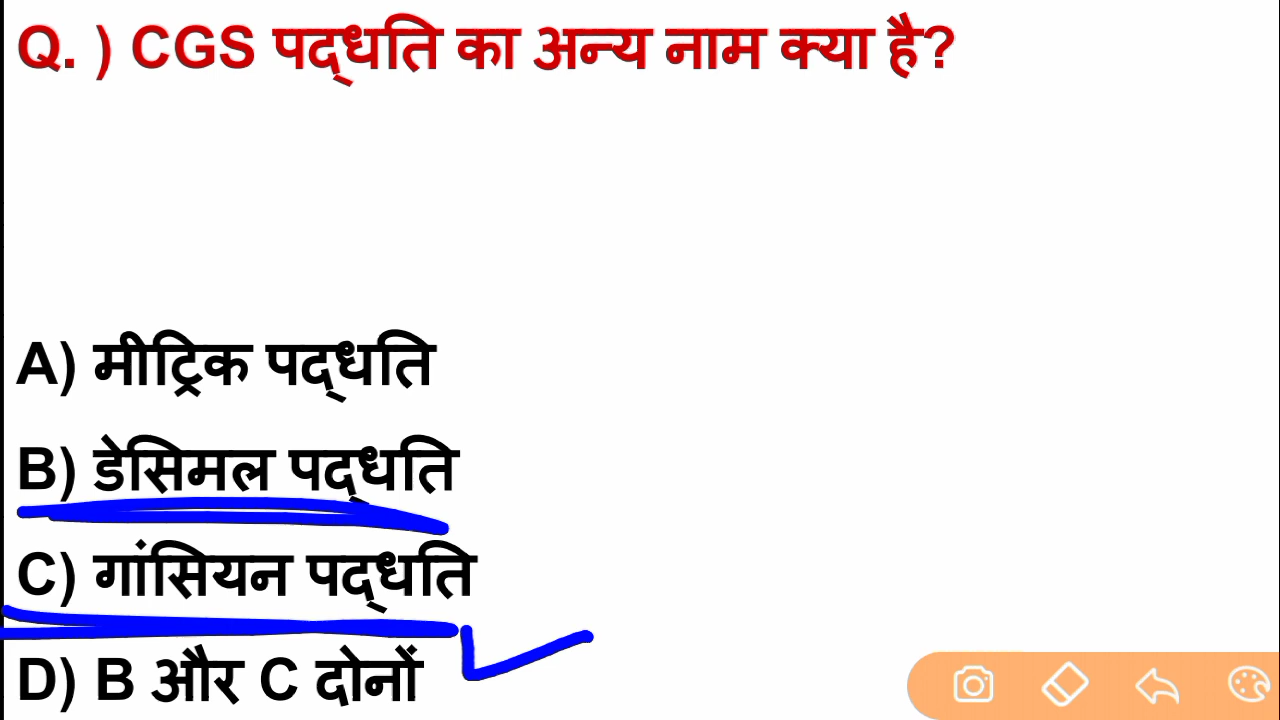 Q. ) CGS पद्धति का अन्य नाम क्या है?
A) मीट्रिक पद्धति
B) डेसिमल पद्धति
C) गांसियन पद्धति
D) B और C दोनों